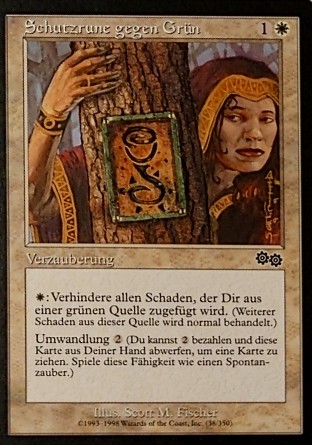 Schutzrune gegen Grün 1
Verzauberung
: Verhindere allen Schaden, der Dir aus
einer grünen Quelle zugefügt wird. (Weiterer
Schaden aus dieser Quelle wird normal behandelt.)
Umwandlung 2 (Du kannst 2 bezahlen und diese
Karte aus Deiner Hand abwerfen, um eine Karte zu
ziehen. Spiele diese Fähigkeit wie einen Spontan-
zauber.)
Illus. Scott M. Fischer
©1993-1998 Wizards of the Coast, Inc. (38/350)